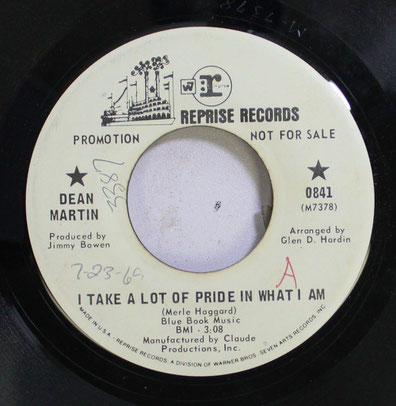 W
r
REPRISE RECORDS
PROMOTION
NOT FOR SALE
DEAN
MARTIN
0841
(M7378)
Produced by
Jimmy Bowen
Arranged by
Glen D. Hardin
7-23-69
A
I TAKE A LOT OF PRIDE IN WHAT I AM
(Merle Haggard)
Blue Book Music
BMI - 3:08
Manufactured by Claude
Productions, Inc.
MADE IN U.S.A. - REPRISE RECORDS, A DIVISION OF WARNER BROS.-SEVEN ARTS RECORDS, INC.